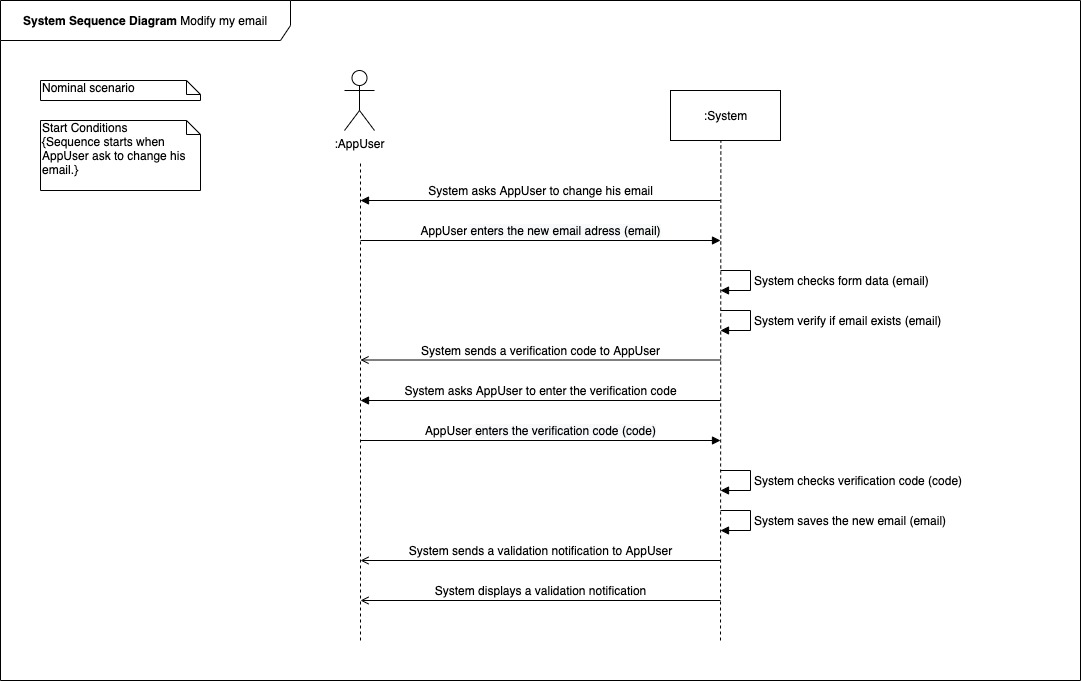 System Sequence Diagram Modify my email
Nominal scenario
Start Conditions
{Sequence starts when
AppUser ask to change his
email.}
:AppUser
:System
System asks AppUser to change his email
AppUser enters the new email adress (email)
System checks form data (email)
System verify if email exists (email)
System sends a verification code to AppUser
System asks AppUser to enter the verification code
AppUser enters the verification code (code)
System checks verification code (code)
System saves the new email (email)
System sends a validation notification to AppUser
System displays a validation notification